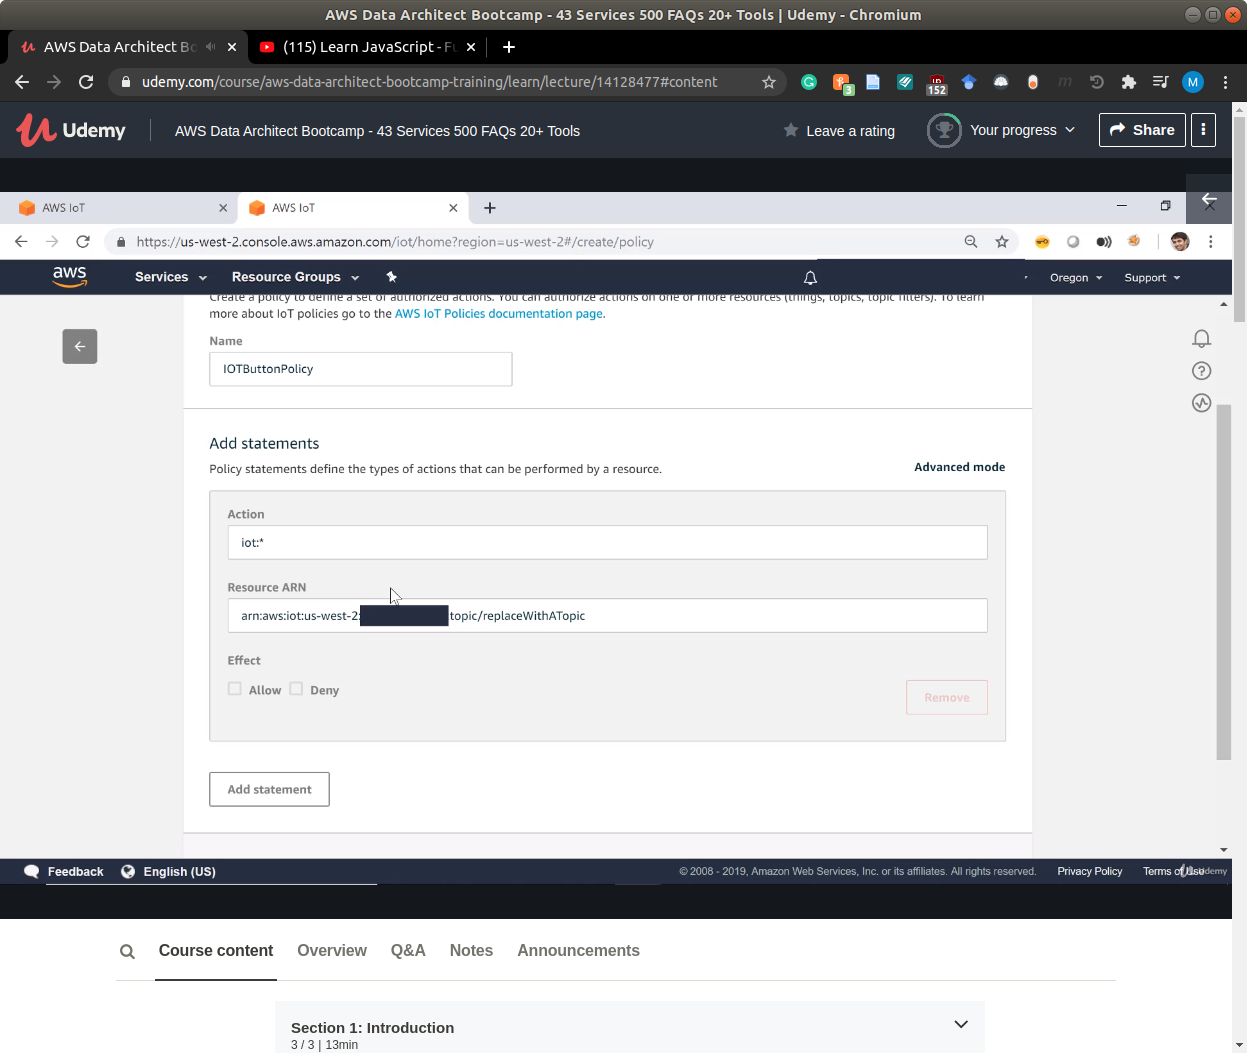 AWS Data Architect Bootcamp - 43 Services 500 FAQs 20+ Tools | Udemy - Chromium
AWS Data Architect Bo
(115) Learn JavaScript - Fu
udemy.com/course/aws-data-architect-bootcamp-training/learn/lecture/14128477#content
3
152
M
Udemy
AWS Data Architect Bootcamp - 43 Services 500 FAQs 20+ Tools
Leave a rating
Your progress
Share
AWS IoT
AWS IoT
https://us-west-2.console.aws.amazon.com/iot/home?region=us-west-2#/create/policy
aws
Services
Resource Groups
Oregon
Support
Create a policy to define a set of authorized actions. You can authorize actions on one or more resources (things, topics, topic filters). To learn
more about IoT policies go to the AWS IoT Policies documentation page.
Name
IOTButtonPolicy
Add statements
Policy statements define the types of actions that can be performed by a resource.
Advanced mode
Action
iot:*
Resource ARN
arn:aws:iot:us-west-2: topic/replaceWithATopic
Effect
Allow
Deny
Remove
Add statement
Feedback
English (US)
© 2008 - 2019, Amazon Web Services, Inc. or its affiliates. All rights reserved.
Privacy Policy
Terms of Use
Udemy
Course content
Overview
Q&A
Notes
Announcements
Section 1: Introduction
3 / 3 | 13min